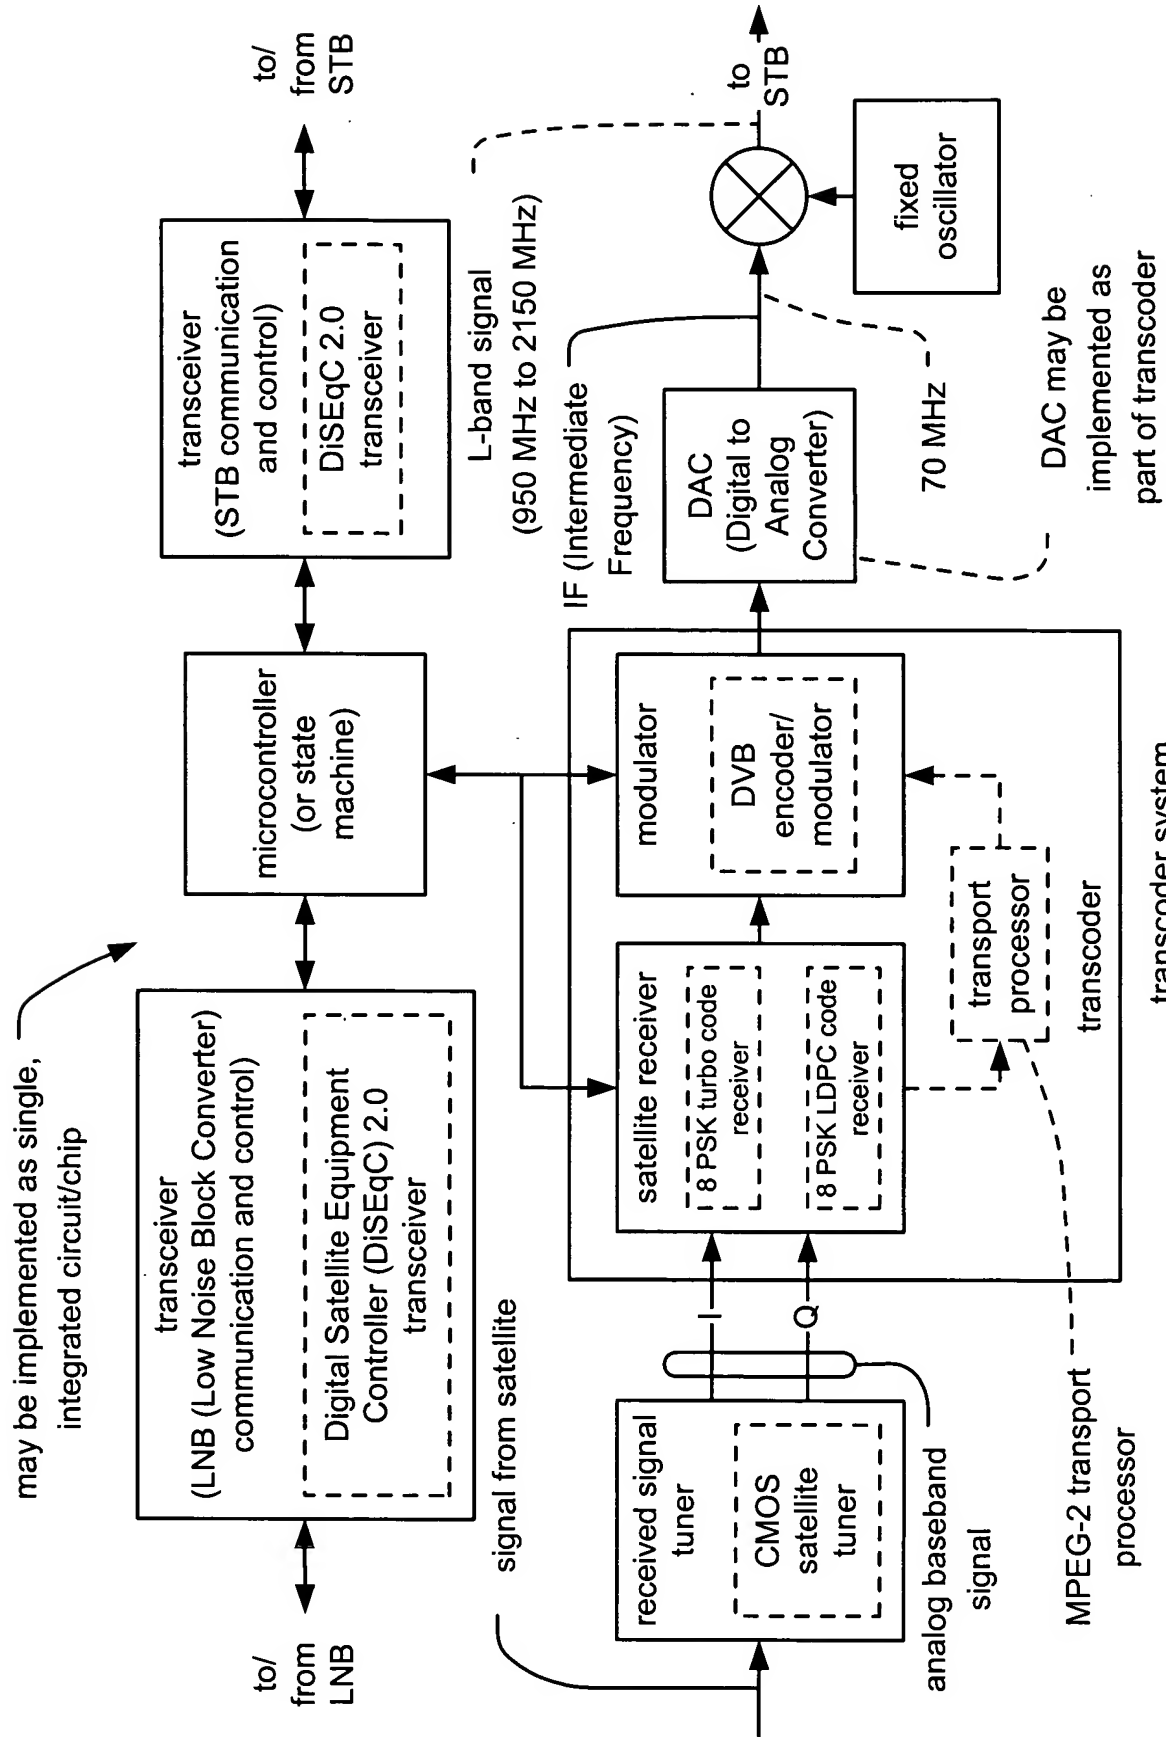 may be implemented as single,
integrated circuit/chip
to/
from
LNB
transceiver
(LNB (Low Noise Block Converter)
communication and control)
Digital Satellite Equipment
Controller (DiSEqC) 2.0
transceiver
microcontroller
(or state
machine)
transceiver
(STB communication
and control)
DiSEqC 2.0
transceiver
to/
from
STB
signal from satellite
L-band signal
(950 MHz to 2150 MHz)
IF (Intermediate
Frequency)
received signal
tuner
CMOS
satellite
tuner
I
Q
analog baseband
signal
satellite receiver
8 PSK turbo code
receiver
8 PSK LDPC code
receiver
modulator
DVB
encoder/
modulator
DAC
(Digital to
Analog
Converter)
to
STB
fixed
oscillator
70 MHz
transport
processor
transcoder
MPEG-2 transport
processor
DAC may be
implemented as
part of transcoder
transcoder system